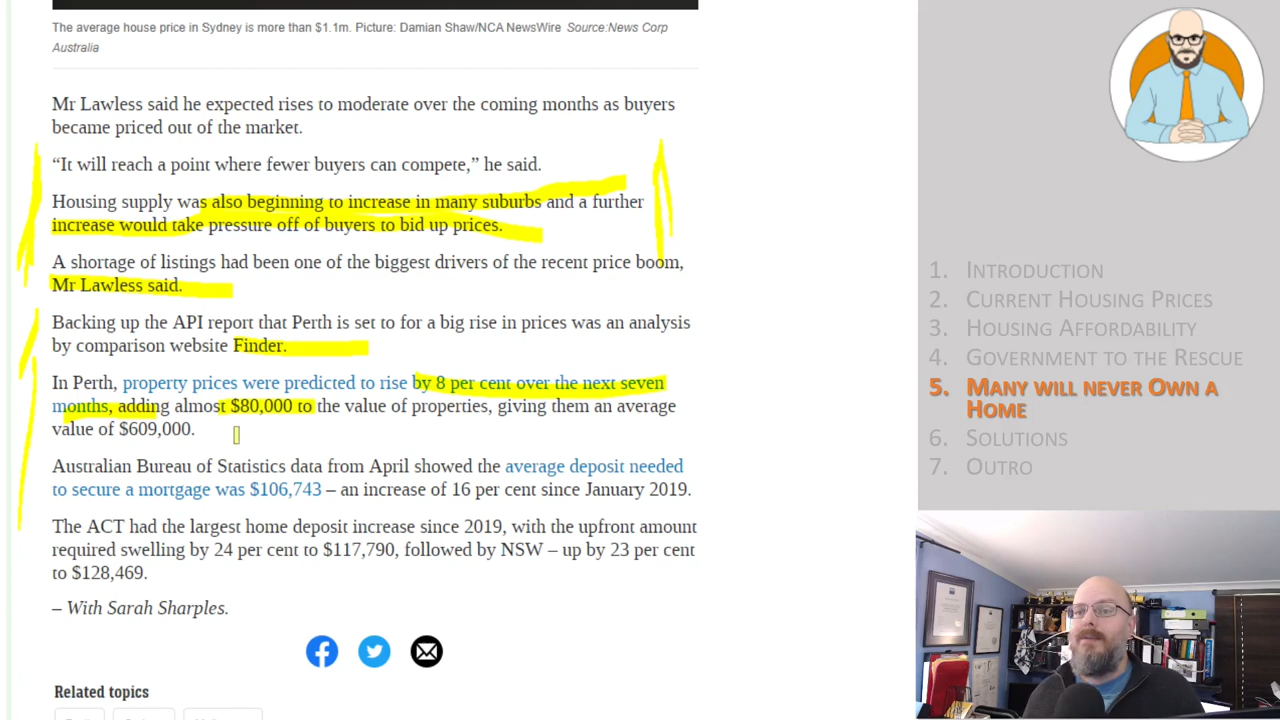 The average house price in Sydney is more than $1.1m. Picture: Damian Shaw/NCA NewsWire Source:News Corp
Australia
Mr Lawless said he expected rises to moderate over the coming months as buyers
became priced out of the market.
“It will reach a point where fewer buyers can compete,” he said.
Housing supply was also beginning to increase in many suburbs and a further
increase would take pressure off of buyers to bid up prices.
A shortage of listings had been one of the biggest drivers of the recent price boom,
Mr Lawless said.
Backing up the API report that Perth is set to for a big rise in prices was an analysis
by comparison website Finder.
In Perth, property prices were predicted to rise by 8 per cent over the next seven
months, adding almost $80,000 to the value of properties, giving them an average
value of $609,000.
Australian Bureau of Statistics data from April showed the average deposit needed
to secure a mortgage was $106,743 – an increase of 16 per cent since January 2019.
The ACT had the largest home deposit increase since 2019, with the upfront amount
required swelling by 24 per cent to $117,790, followed by NSW – up by 23 per cent
to $128,469.
– With Sarah Sharples.
Related topics
1. Introduction
2. Current Housing Prices
3. Housing Affordability
4. Government to the Rescue
5. Many will never Own a
Home
6. Solutions
7. Outro